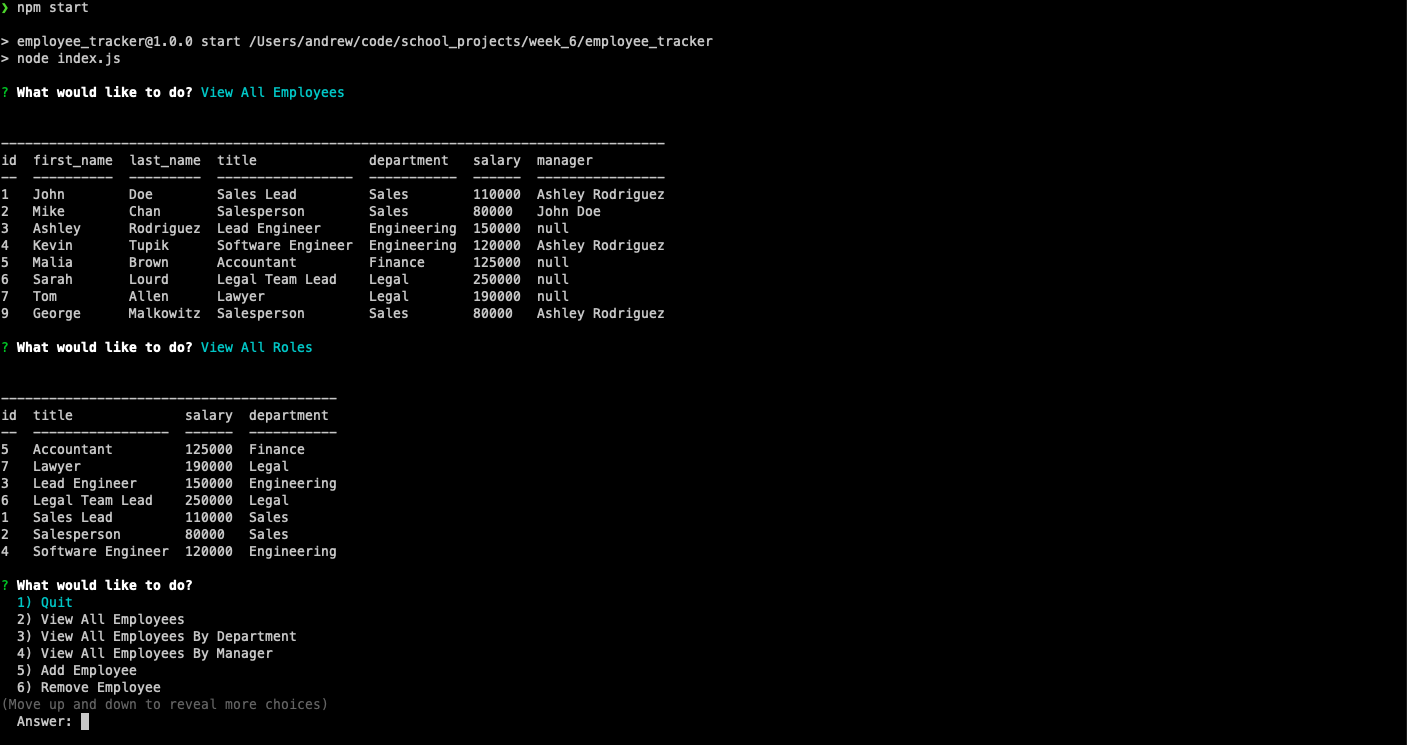 ❯ npm start
> employee_tracker@1.0.0 start /Users/andrew/code/school_projects/week_6/employee_tracker
> node index.js
? What would like to do? View All Employees
id  first_name  last_name  title              department   salary  manager
1   John        Doe        Sales Lead         Sales        110000  Ashley Rodriguez
2   Mike        Chan       Salesperson        Sales        80000   John Doe
3   Ashley      Rodriguez  Lead Engineer      Engineering  150000  null
4   Kevin       Tupik      Software Engineer  Engineering  120000  Ashley Rodriguez
5   Malia       Brown      Accountant         Finance      125000  null
6   Sarah       Lourd      Legal Team Lead    Legal        250000  null
7   Tom         Allen      Lawyer             Legal        190000  null
9   George      Malkowitz  Salesperson        Sales        80000   Ashley Rodriguez
? What would like to do? View All Roles
id  title              salary  department
5   Accountant         125000  Finance
7   Lawyer             190000  Legal
3   Lead Engineer      150000  Engineering
6   Legal Team Lead    250000  Legal
1   Sales Lead         110000  Sales
2   Salesperson        80000   Sales
4   Software Engineer  120000  Engineering
? What would like to do?
1) Quit
2) View All Employees
3) View All Employees By Department
4) View All Employees By Manager
5) Add Employee
6) Remove Employee
(Move up and down to reveal more choices)
Answer: